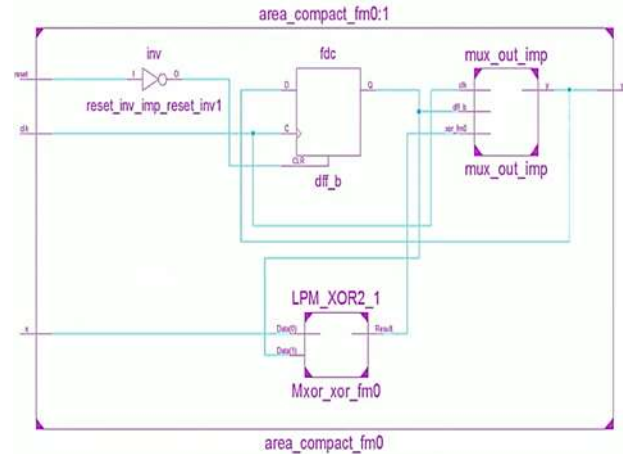 area_compact_fm0:1
inv
fdc
mux_out_imp
reset
I
O
D
Q
clk
y
y
reset_inv_imp_reset_inv1
dff_b
clk
C
xor_fm0
CLR
dff_b
mux_out_imp
LPM_XOR2_1
x
Data(0)
Result
Data(1)
Mxor_xor_fm0
area_compact_fm0